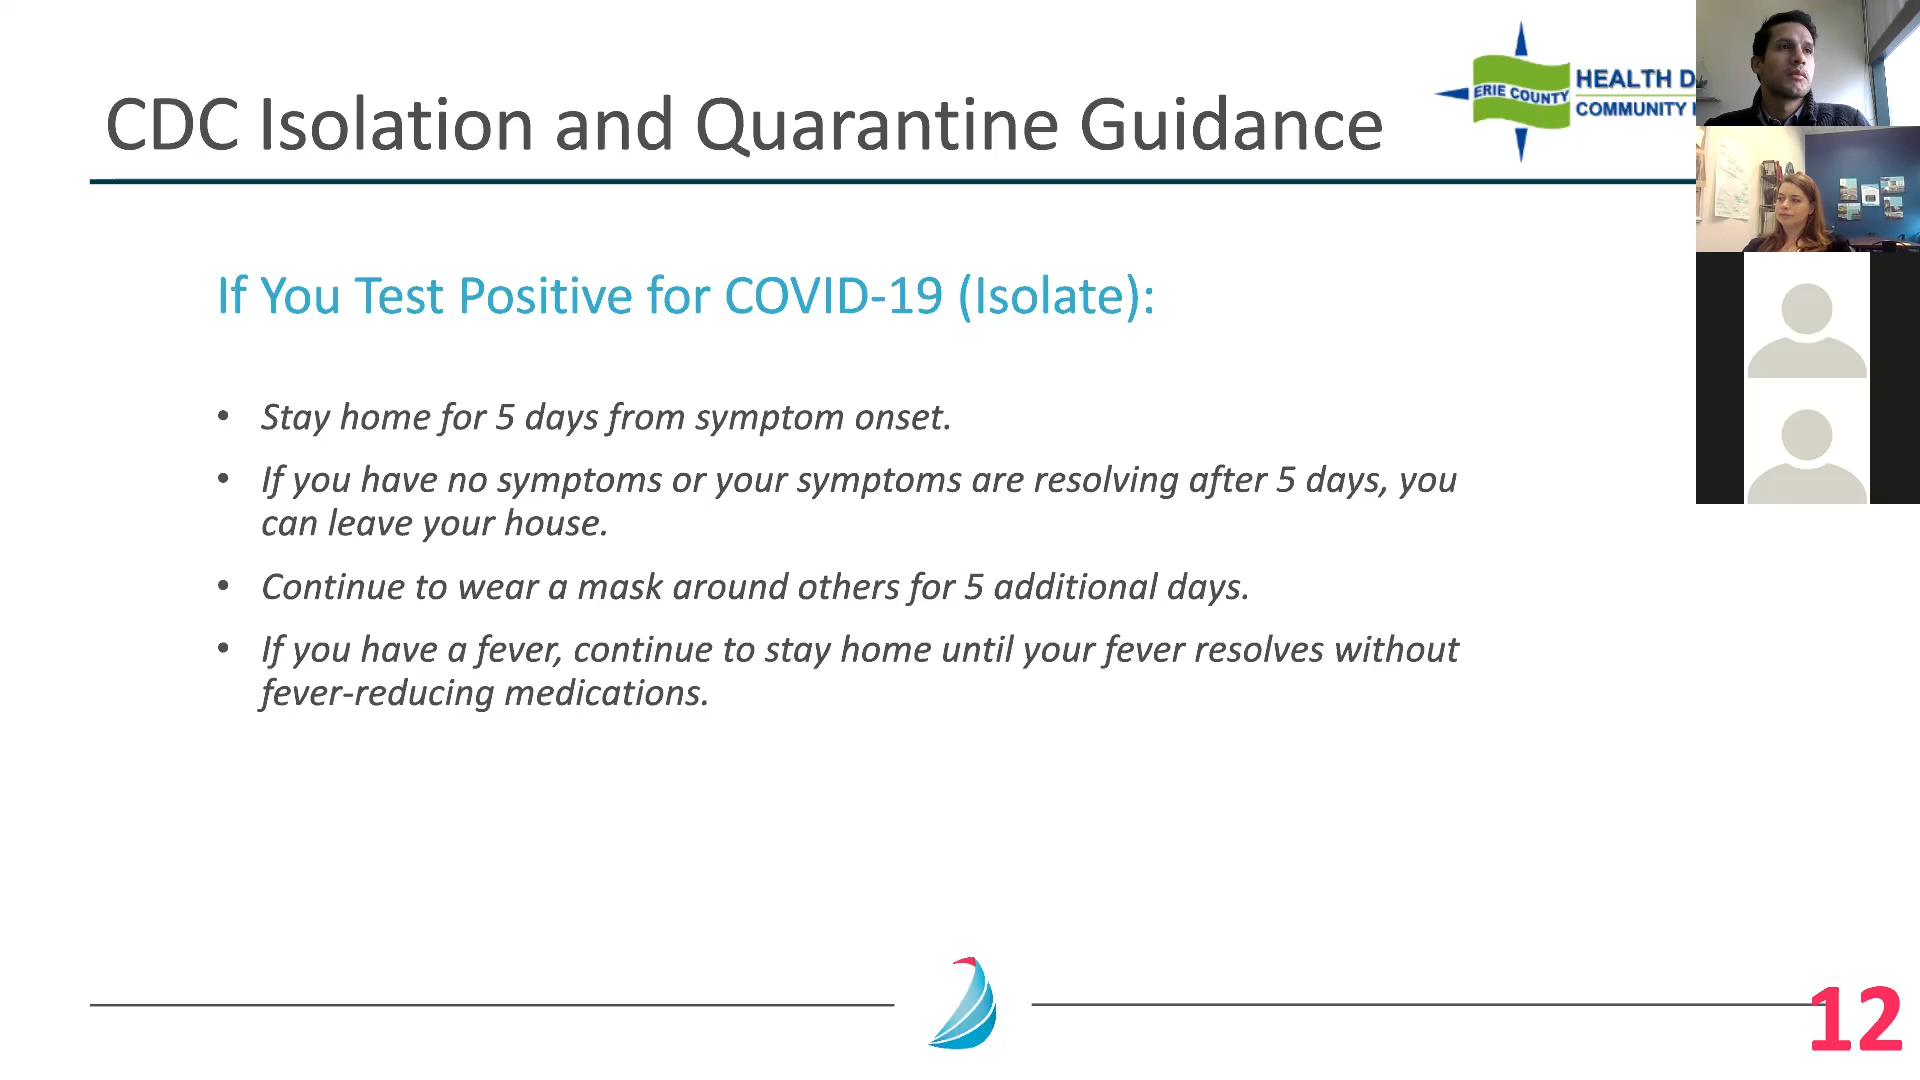 CDC Isolation and Quarantine Guidance
ERIE COUNTY
HEALTH
COMMUNITY
If You Test Positive for COVID-19 (Isolate):
• Stay home for 5 days from symptom onset.
• If you have no symptoms or your symptoms are resolving after 5 days, you
can leave your house.
• Continue to wear a mask around others for 5 additional days.
• If you have a fever, continue to stay home until your fever resolves without
fever-reducing medications.
12